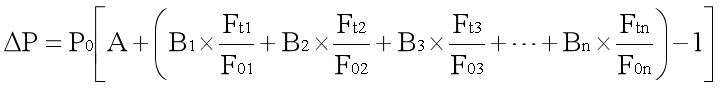 ΔP = P₀[A + (B₁ × Fₜ₁/F₀₁ + B₂ × Fₜ₂/F₀₂ + B₃ × Fₜ₃/F₀₃ + ⋯ + Bₙ × Fₜₙ/F₀ₙ) − 1]